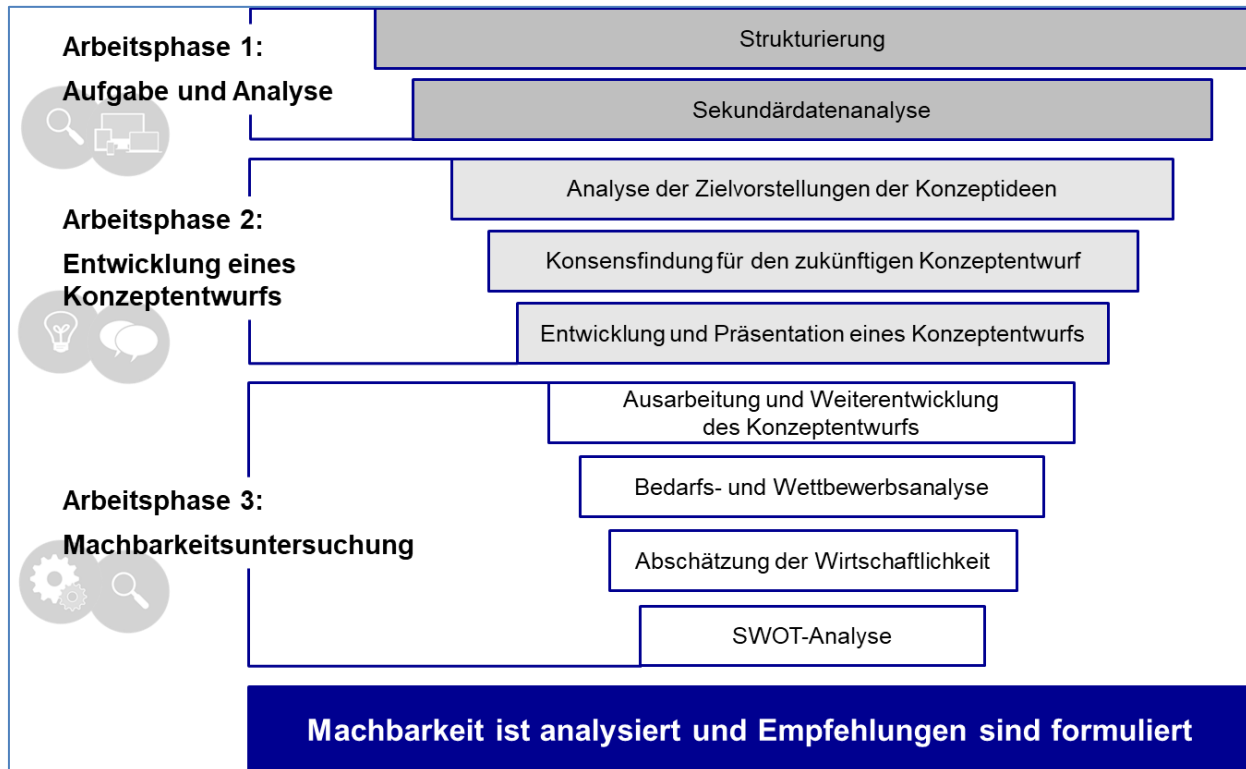 Arbeitsphase 1:
Aufgabe und Analyse
Strukturierung
Sekundärdatenanalyse
Arbeitsphase 2:
Entwicklung eines
Konzeptentwurfs
Analyse der Zielvorstellungen der Konzeptideen
Konsensfindung für den zukünftigen Konzeptentwurf
Entwicklung und Präsentation eines Konzeptentwurfs
Arbeitsphase 3:
Machbarkeitsuntersuchung
Ausarbeitung und Weiterentwicklung
des Konzeptentwurfs
Bedarfs- und Wettbewerbsanalyse
Abschätzung der Wirtschaftlichkeit
SWOT-Analyse
Machbarkeit ist analysiert und Empfehlungen sind formuliert